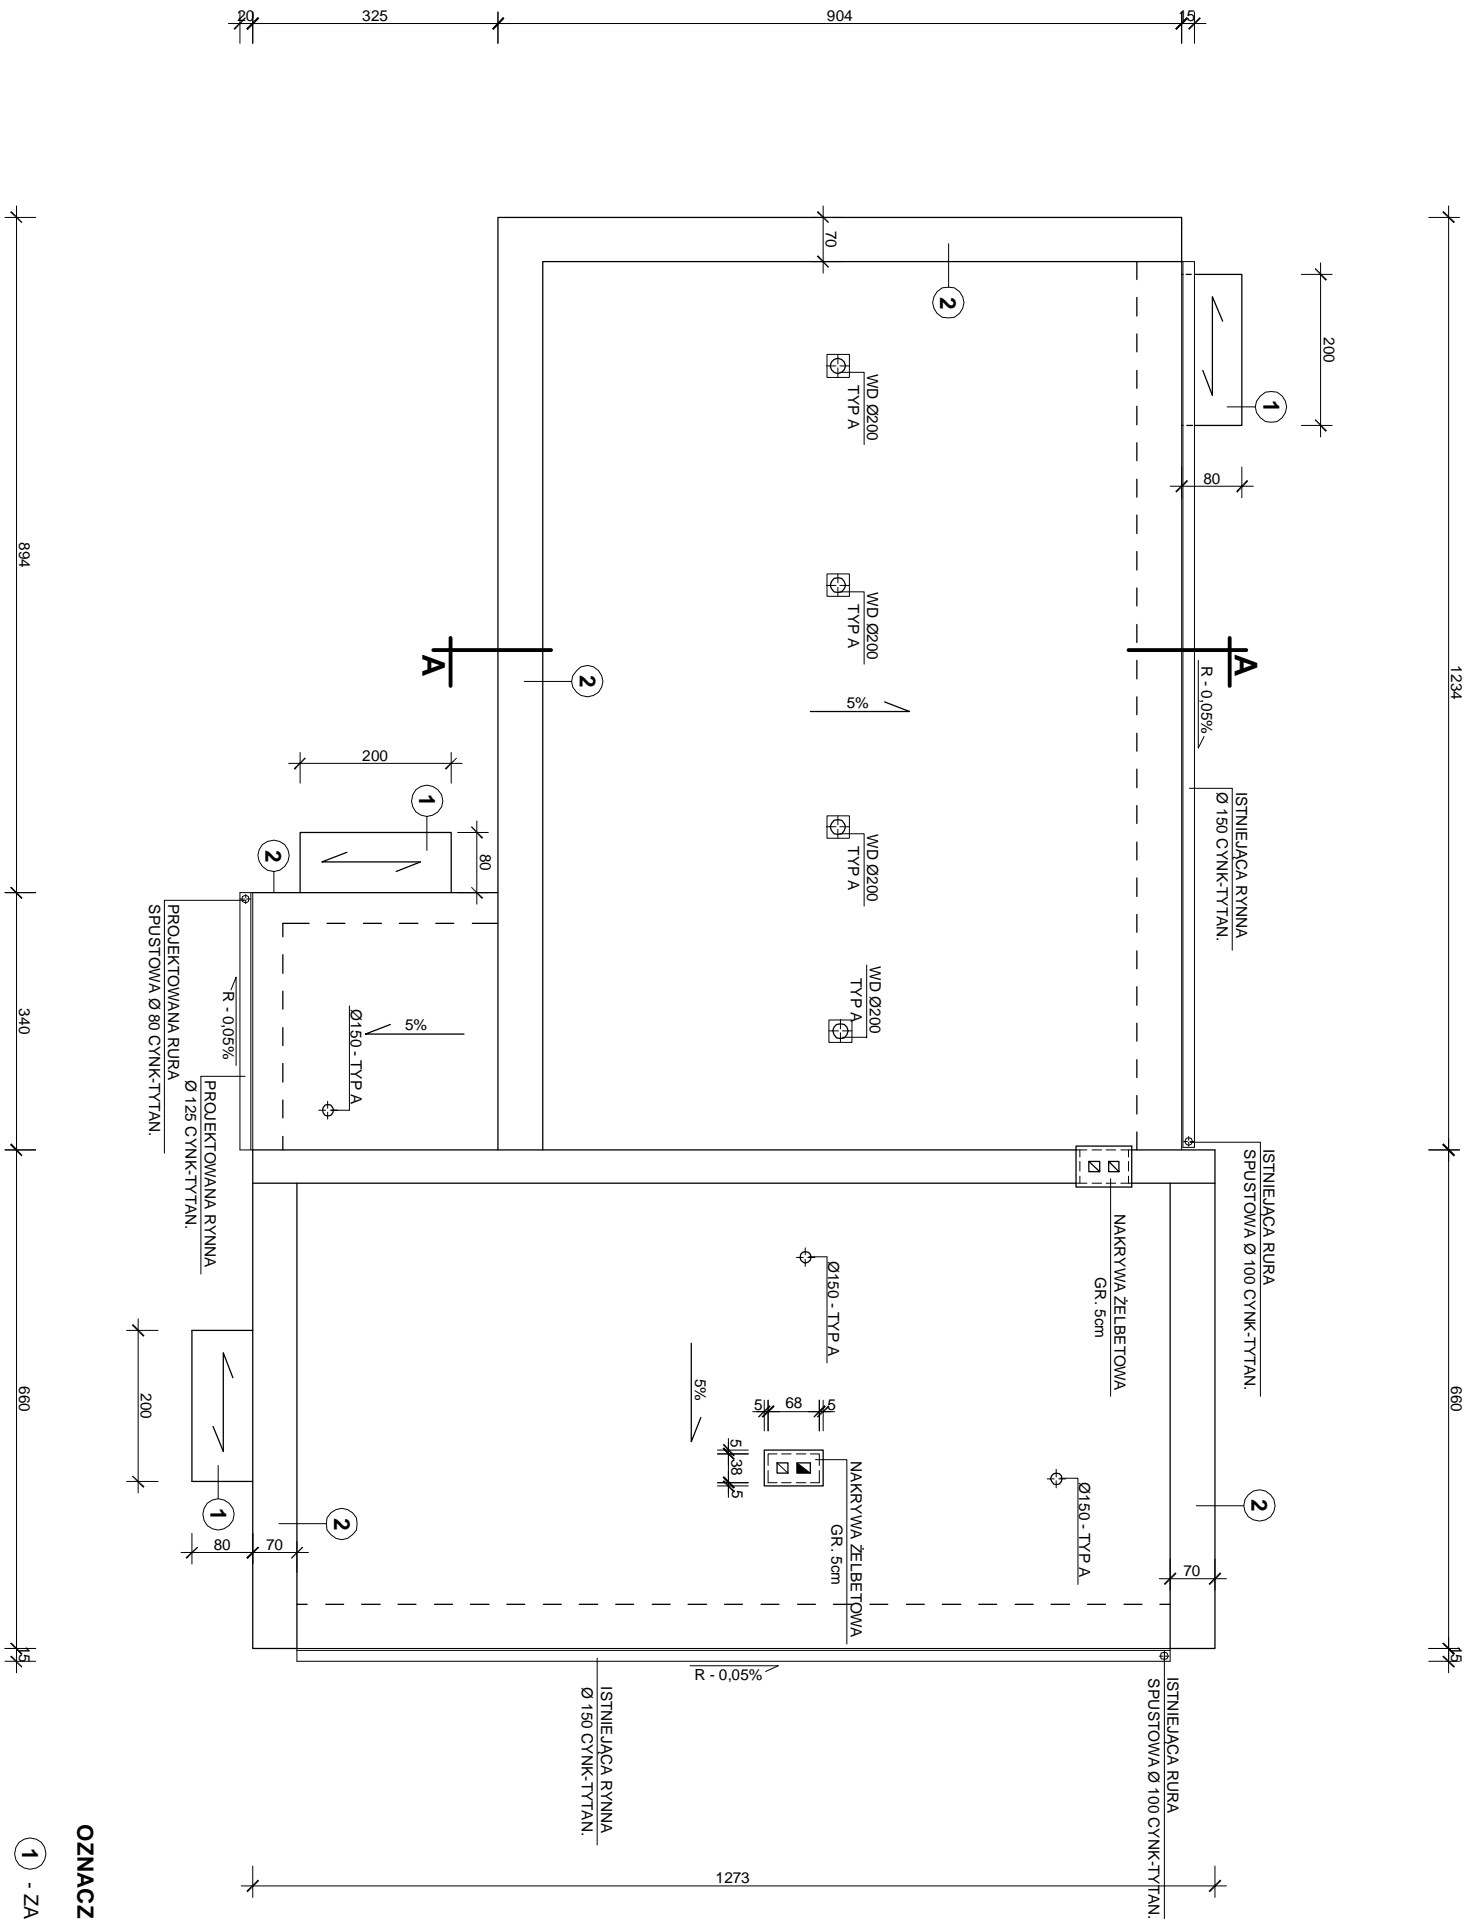 20
325
904
15
1234
660
15
894
340
660
15
70
2
200
1
80
WD Ø200
TYP A
WD Ø200
TYP A
WD Ø200
TYP A
WD Ø200
TYP A
A
A
2
5%
R - 0,05%
ISTNIEJĄCA RYNNA
Ø 150 CYNK-TYTAN.
200
1
80
2
PROJEKTOWANA RURA
SPUSTOWA Ø 80 CYNK-TYTAN.
R - 0,05%
PROJEKTOWANA RYNNA
Ø 125 CYNK-TYTAN.
5%
Ø150 - TYP A
ISTNIEJĄCA RURA
SPUSTOWA Ø 100 CYNK-TYTAN.
NAKRYWA ŻELBETOWA
GR. 5cm
Ø150 - TYP A
5%
5
68
5
5
38
5
NAKRYWA ŻELBETOWA
GR. 5cm
Ø150 - TYP A
2
70
200
1
80
70
2
R - 0,05%
ISTNIEJĄCA RYNNA
Ø 150 CYNK-TYTAN.
ISTNIEJĄCA RURA
SPUSTOWA Ø 100 CYNK-TYTAN.
1273
OZNACZ
1 - ZA